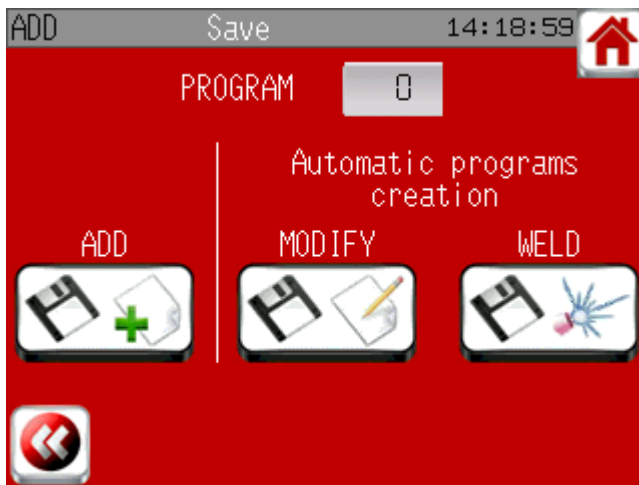 ADD Save 14:18:59
PROGRAM 0
Automatic programs
creation
ADD MODIFY WELD